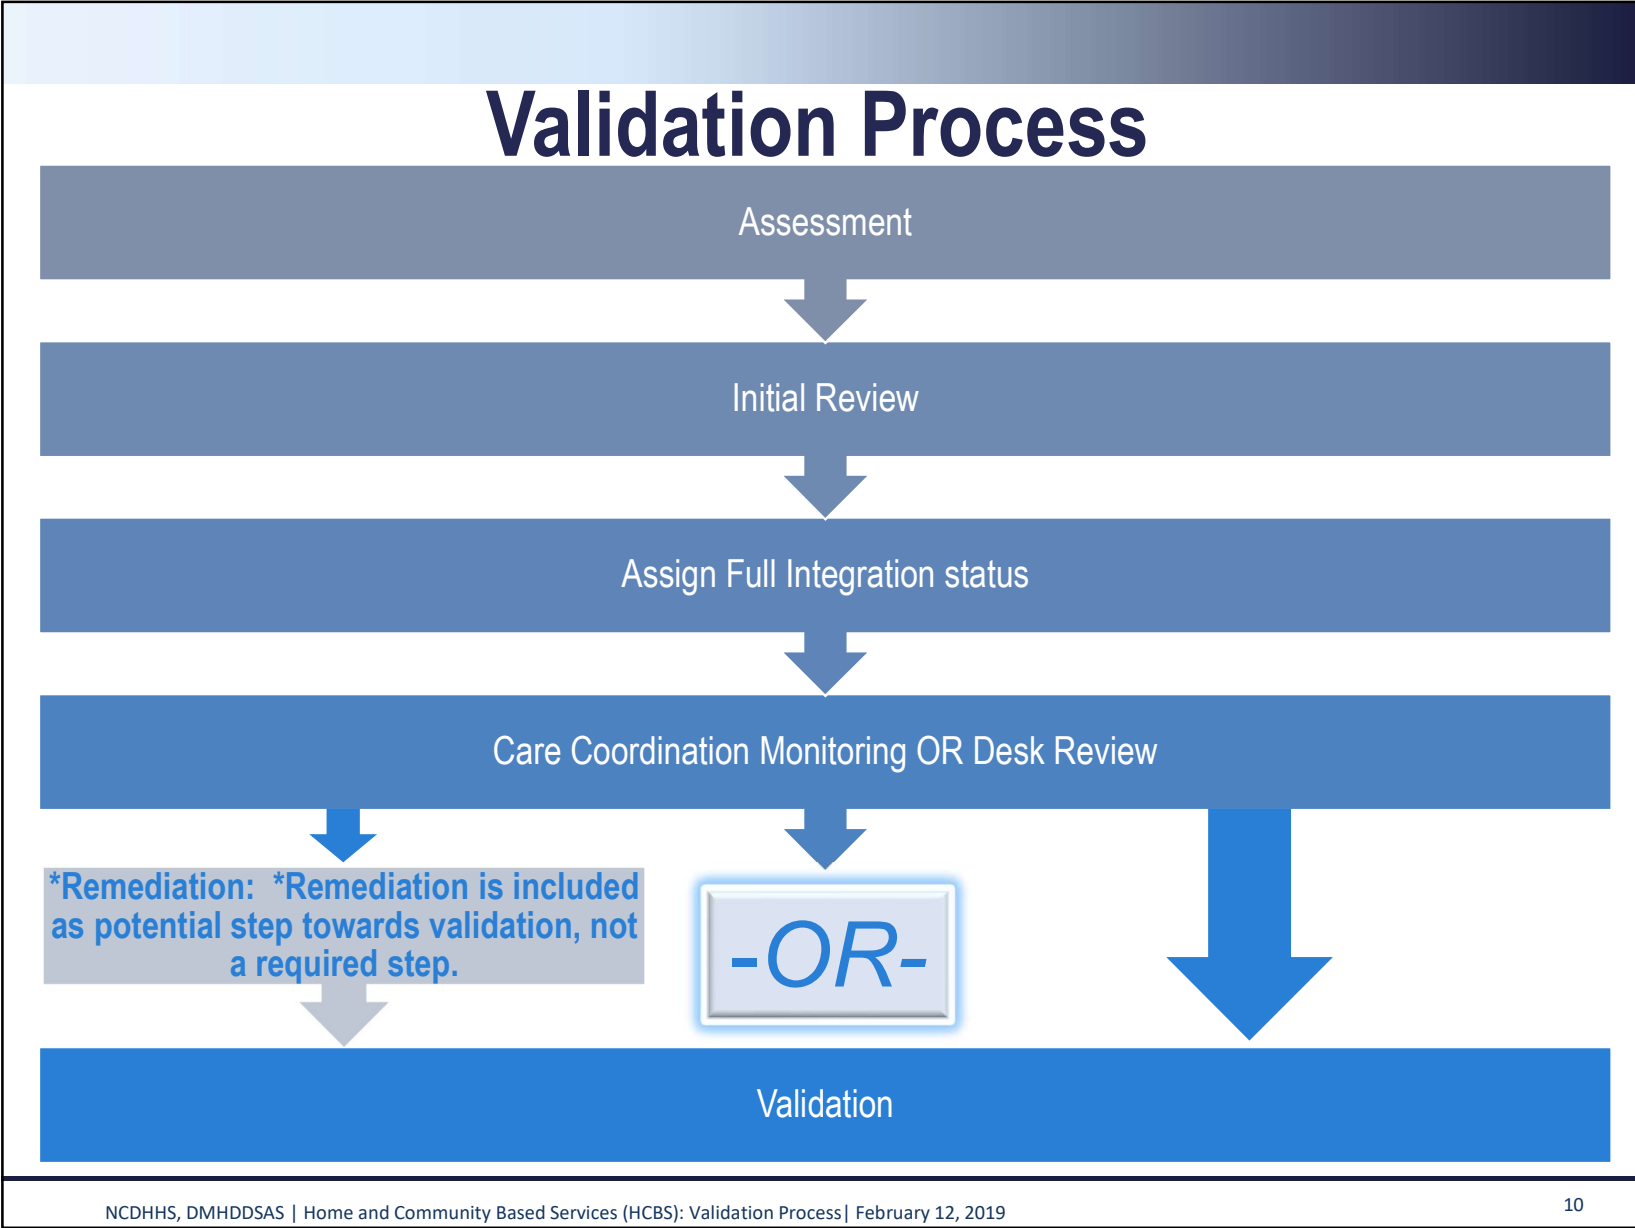 Validation Process
Assessment
Initial Review
Assign Full Integration status
Care Coordination Monitoring OR Desk Review
*Remediation:  *Remediation is included
as potential step towards validation, not
a required step.
-OR-
Validation
NCDHHS, DMHDDSAS | Home and Community Based Services (HCBS): Validation Process| February 12, 2019
10